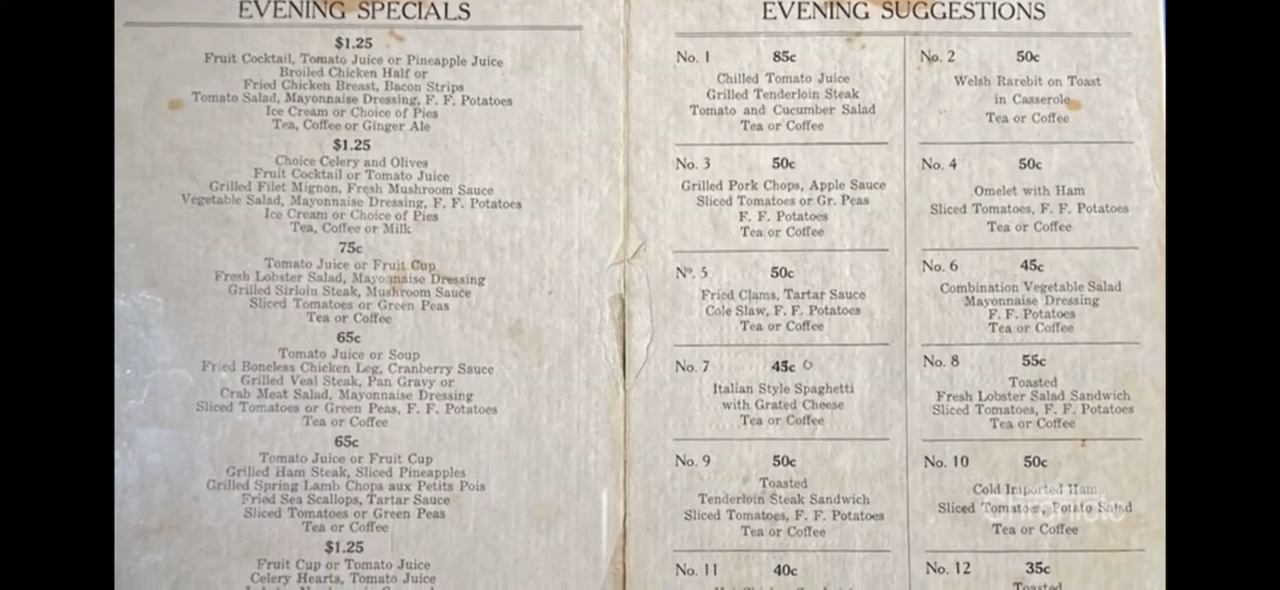 EVENING SPECIALS
$1.25
Fruit Cocktail, Tomato Juice or Pineapple Juice
Broiled Chicken Half or
Fried Chicken Breast, Bacon Strips
Tomato Salad, Mayonnaise Dressing, F. F. Potatoes
Ice Cream or Choice of Pies
Tea, Coffee or Ginger Ale
$1.25
Choice Celery and Olives
Fruit Cocktail or Tomato Juice
Grilled Filet Mignon, Fresh Mushroom Sauce
Vegetable Salad, Mayonnaise Dressing, F. F. Potatoes
Ice Cream or Choice of Pies
Tea, Coffee or Milk
75c
Tomato Juice or Fruit Cup
Fresh Lobster Salad, Mayonnaise Dressing
Grilled Sirloin Steak, Mushroom Sauce
Sliced Tomatoes or Green Peas
Tea or Coffee
65c
Tomato Juice or Soup
Fried Boneless Chicken Leg, Cranberry Sauce
Grilled Veal Steak, Pan Gravy or
Crab Meat Salad, Mayonnaise Dressing
Sliced Tomatoes or Green Peas, F. F. Potatoes
Tea or Coffee
65c
Tomato Juice or Fruit Cup
Grilled Ham Steak, Sliced Pineapples
Grilled Spring Lamb Chops aux Petits Pois
Fried Sea Scallops, Tartar Sauce
Sliced Tomatoes or Green Peas
Tea or Coffee
$1.25
Fruit Cup or Tomato Juice
Celery Hearts, Tomato Juice
EVENING SUGGESTIONS
No. 1 85c
Chilled Tomato Juice
Grilled Tenderloin Steak
Tomato and Cucumber Salad
Tea or Coffee
No. 2 50c
Welsh Rarebit on Toast
in Casserole
Tea or Coffee
No. 3 50c
Grilled Pork Chops, Apple Sauce
Sliced Tomatoes or Gr. Peas
F. F. Potatoes
Tea or Coffee
No. 4 50c
Omelet with Ham
Sliced Tomatoes, F. F. Potatoes
Tea or Coffee
No. 5 50c
Fried Clams, Tartar Sauce
Cole Slaw, F. F. Potatoes
Tea or Coffee
No. 6 45c
Combination Vegetable Salad
Mayonnaise Dressing
F. F. Potatoes
Tea or Coffee
No. 7 45c
Italian Style Spaghetti
with Grated Cheese
Tea or Coffee
No. 8 55c
Toasted
Fresh Lobster Salad Sandwich
Sliced Tomatoes, F. F. Potatoes
Tea or Coffee
No. 9 50c
Toasted
Tenderloin Steak Sandwich
Sliced Tomatoes, F. F. Potatoes
Tea or Coffee
No. 10 50c
Cold Imported Ham
Sliced Tomatoes, Potato Salad
Tea or Coffee
No. 11 40c
No. 12 35c
Toasted